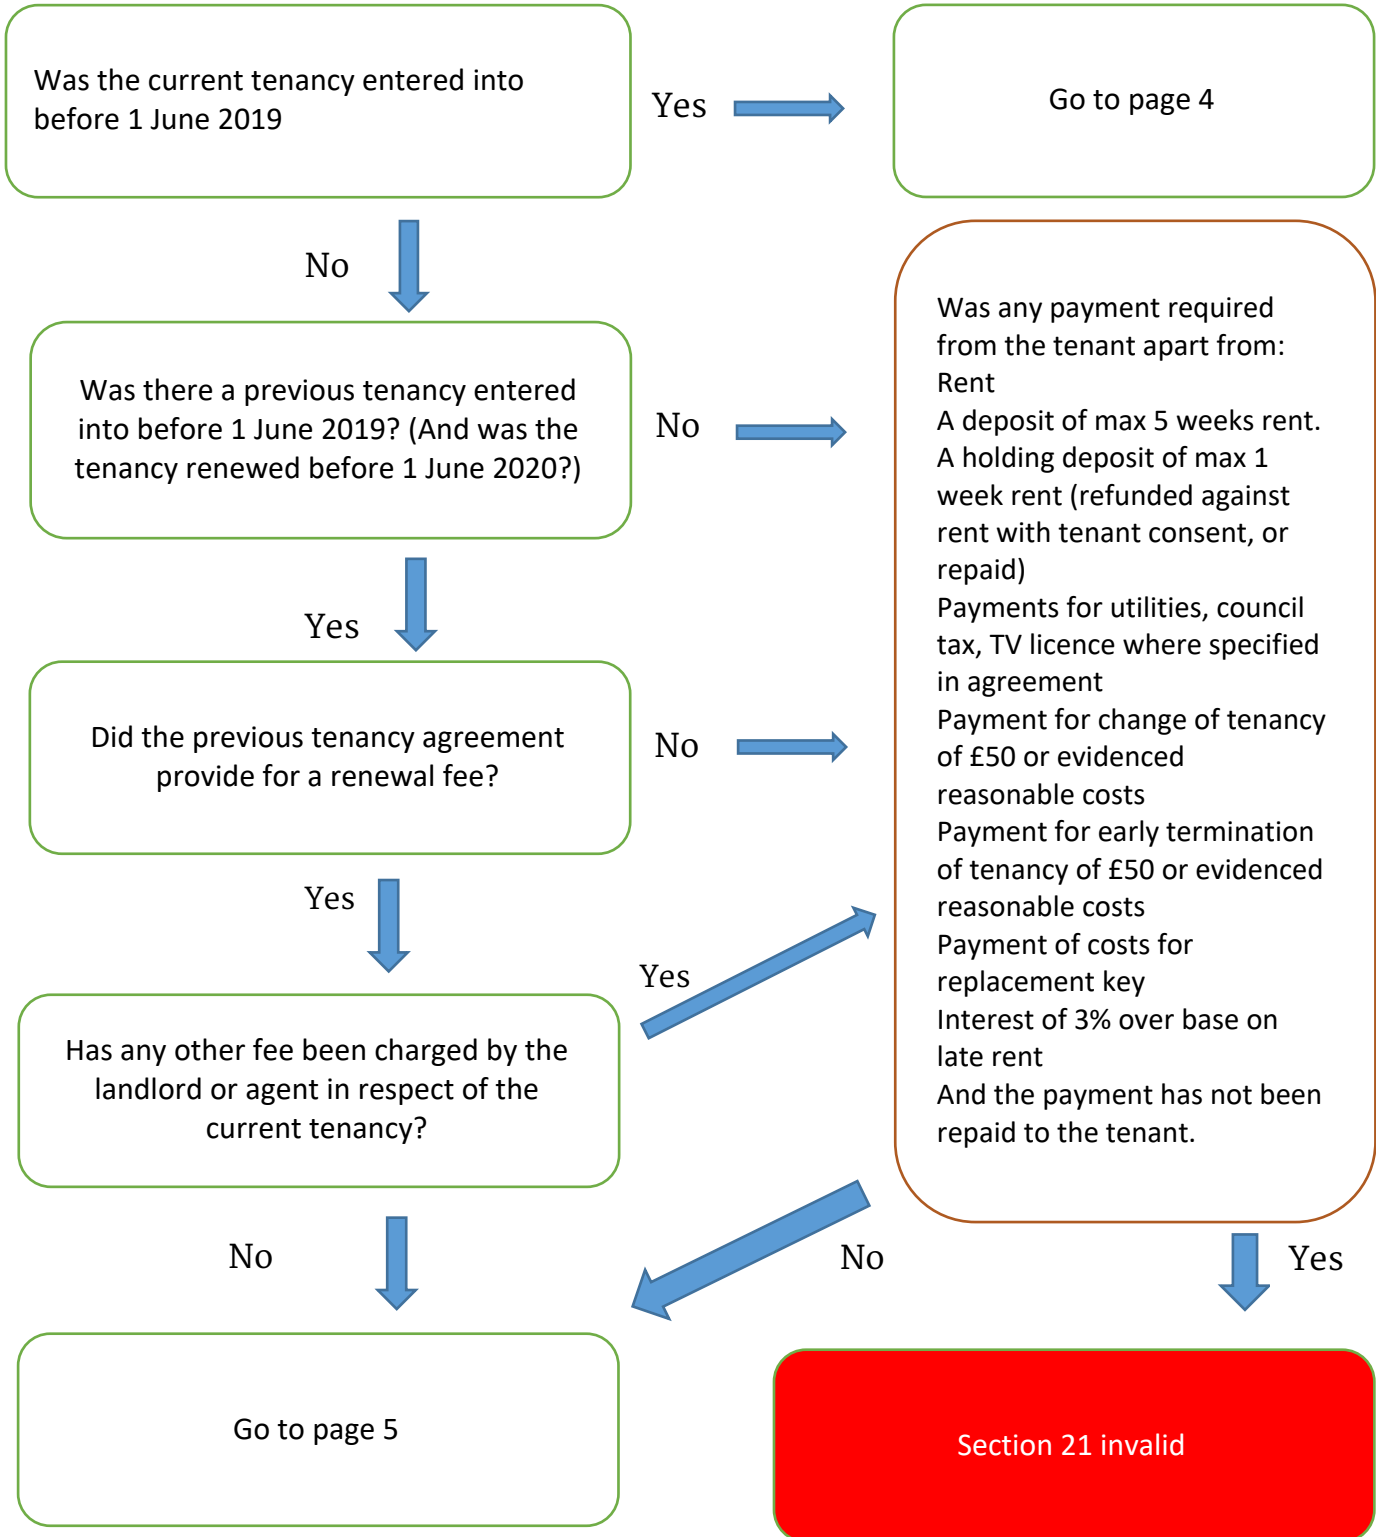 Was the current tenancy entered into
before 1 June 2019
Yes
Go to page 4
No
Was there a previous tenancy entered
into before 1 June 2019? (And was the
tenancy renewed before 1 June 2020?)
No
Yes
Did the previous tenancy agreement
provide for a renewal fee?
No
Yes
Has any other fee been charged by the
landlord or agent in respect of the
current tenancy?
Yes
No
Was any payment required
from the tenant apart from:
Rent
A deposit of max 5 weeks rent.
A holding deposit of max 1
week rent (refunded against
rent with tenant consent, or
repaid)
Payments for utilities, council
tax, TV licence where specified
in agreement
Payment for change of tenancy
of £50 or evidenced
reasonable costs
Payment for early termination
of tenancy of £50 or evidenced
reasonable costs
Payment of costs for
replacement key
Interest of 3% over base on
late rent
And the payment has not been
repaid to the tenant.
No
Yes
Go to page 5
Section 21 invalid